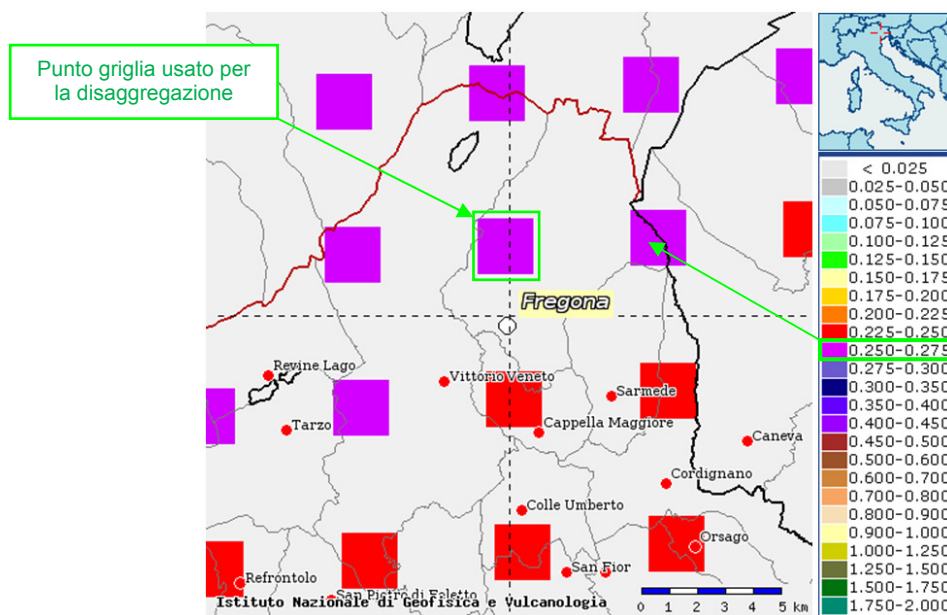 Punto griglia usato per
la disaggregazione
Fregona
Revine Lago
Vittorio Veneto
Sarmede
Tarzo
Cappella Maggiore
Caneva
Cordignano
Colle Umberto
Orsago
San Fior
Refrontolo
San Pietro di Feletto
Istituto Nazionale di Geofisica e Vulcanologia
0 1 2 3 4 5 km
< 0.025
0.025-0.050
0.050-0.075
0.075-0.100
0.100-0.125
0.125-0.150
0.150-0.175
0.175-0.200
0.200-0.225
0.225-0.250
0.250-0.275
0.275-0.300
0.300-0.350
0.350-0.400
0.400-0.450
0.450-0.500
0.500-0.600
0.600-0.700
0.700-0.800
0.800-0.900
0.900-1.000
1.000-1.250
1.250-1.500
1.500-1.750
1.750-2.000